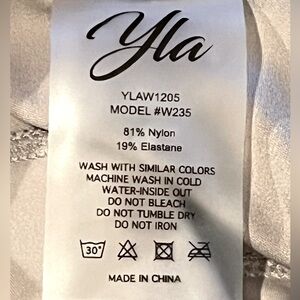 Yla
YLAW1205
MODEL #W235
81% Nylon
19% Elastane
WASH WITH SIMILAR COLORS
MACHINE WASH IN COLD
WATER-INSIDE OUT
DO NOT BLEACH
DO NOT TUMBLE DRY
DO NOT IRON
30°
MADE IN CHINA